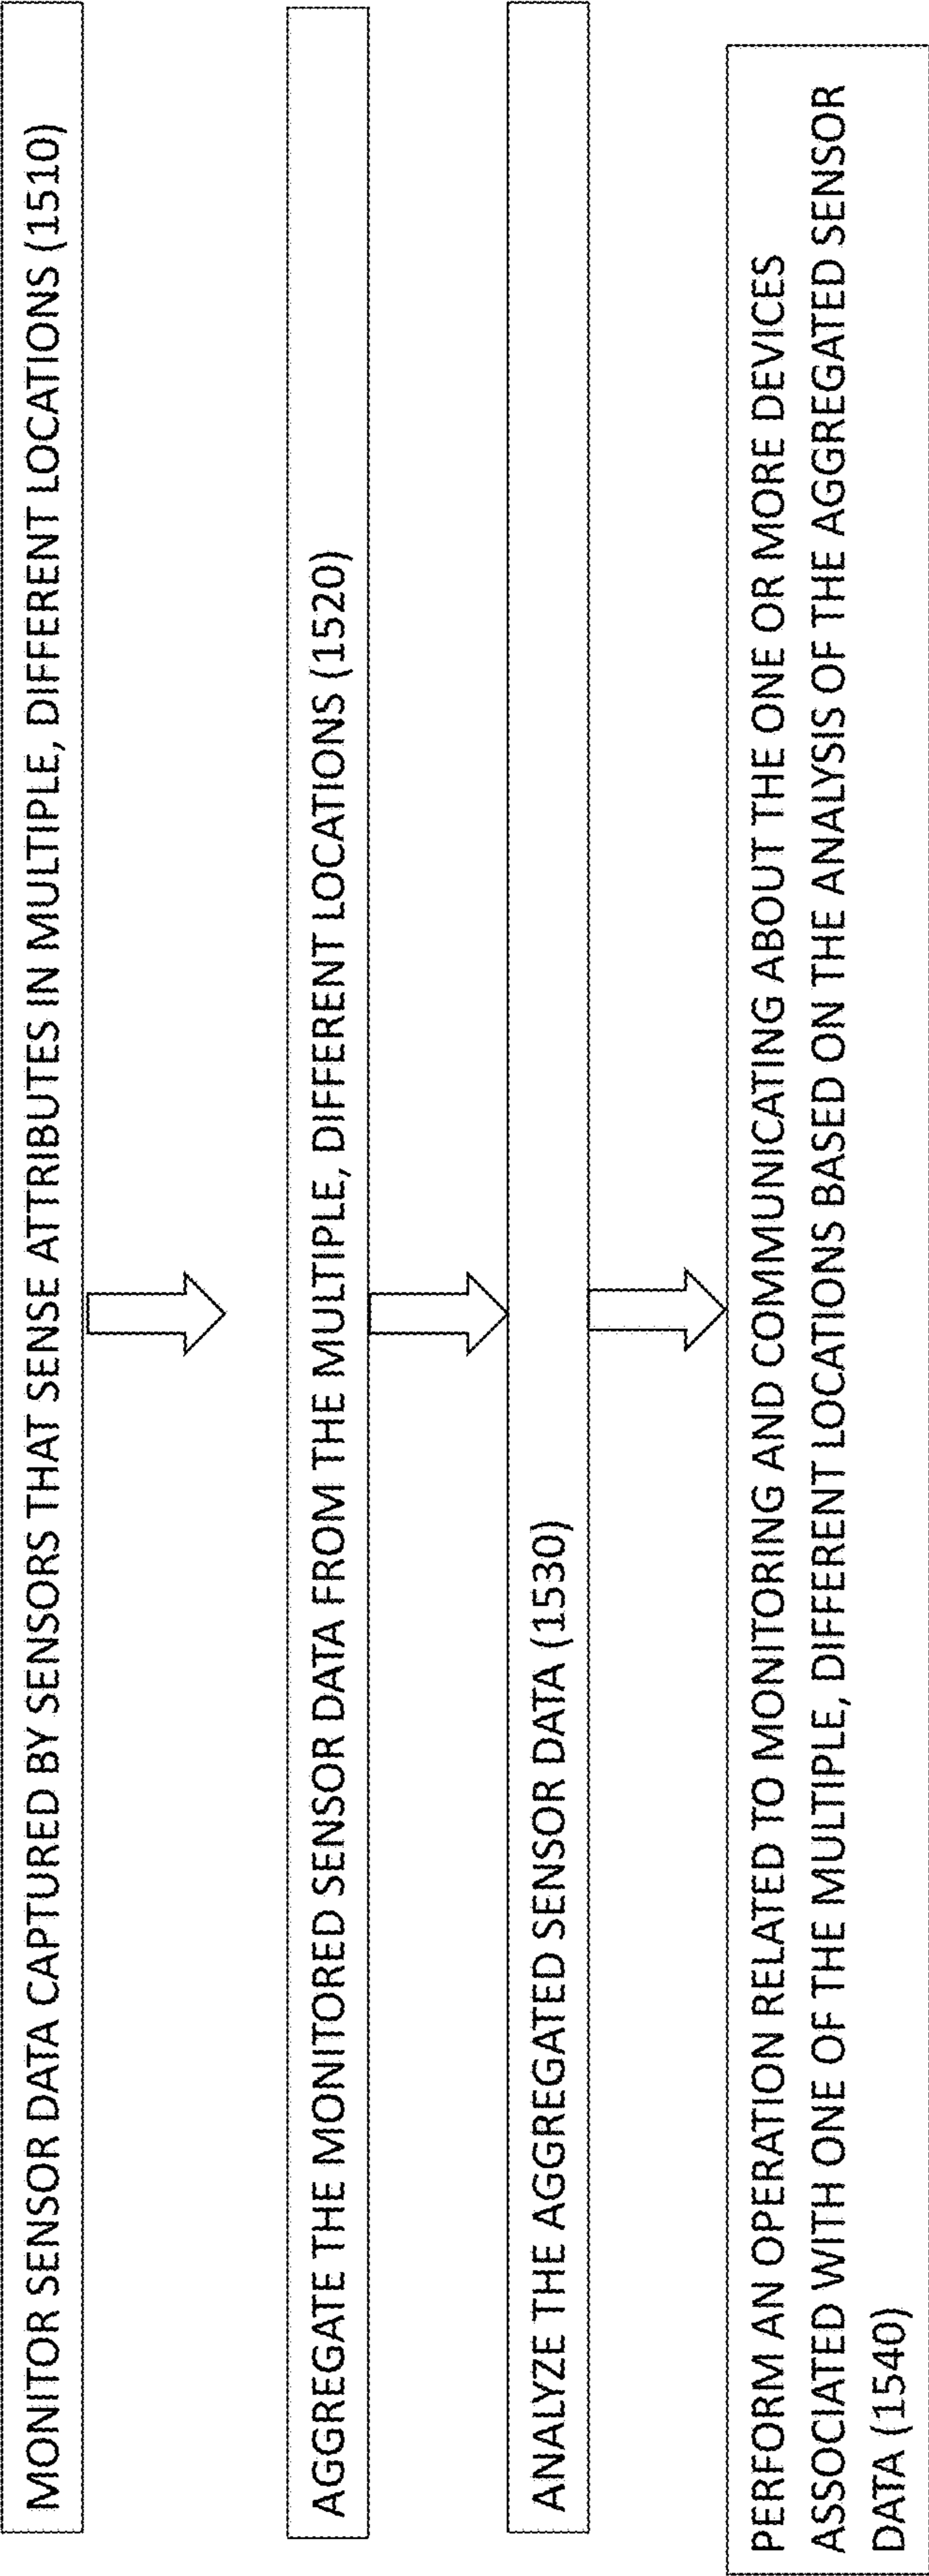 MONITOR SENSOR DATA CAPTURED BY SENSORS THAT SENSE ATTRIBUTES IN MULTIPLE, DIFFERENT LOCATIONS (1510)
AGGREGATE THE MONITORED SENSOR DATA FROM THE MULTIPLE, DIFFERENT LOCATIONS (1520)
ANALYZE THE AGGREGATED SENSOR DATA (1530)
PERFORM AN OPERATION RELATED TO MONITORING AND COMMUNICATING ABOUT THE ONE OR MORE DEVICES
ASSOCIATED WITH ONE OF THE MULTIPLE, DIFFERENT LOCATIONS BASED ON THE ANALYSIS OF THE AGGREGATED SENSOR
DATA (1540)